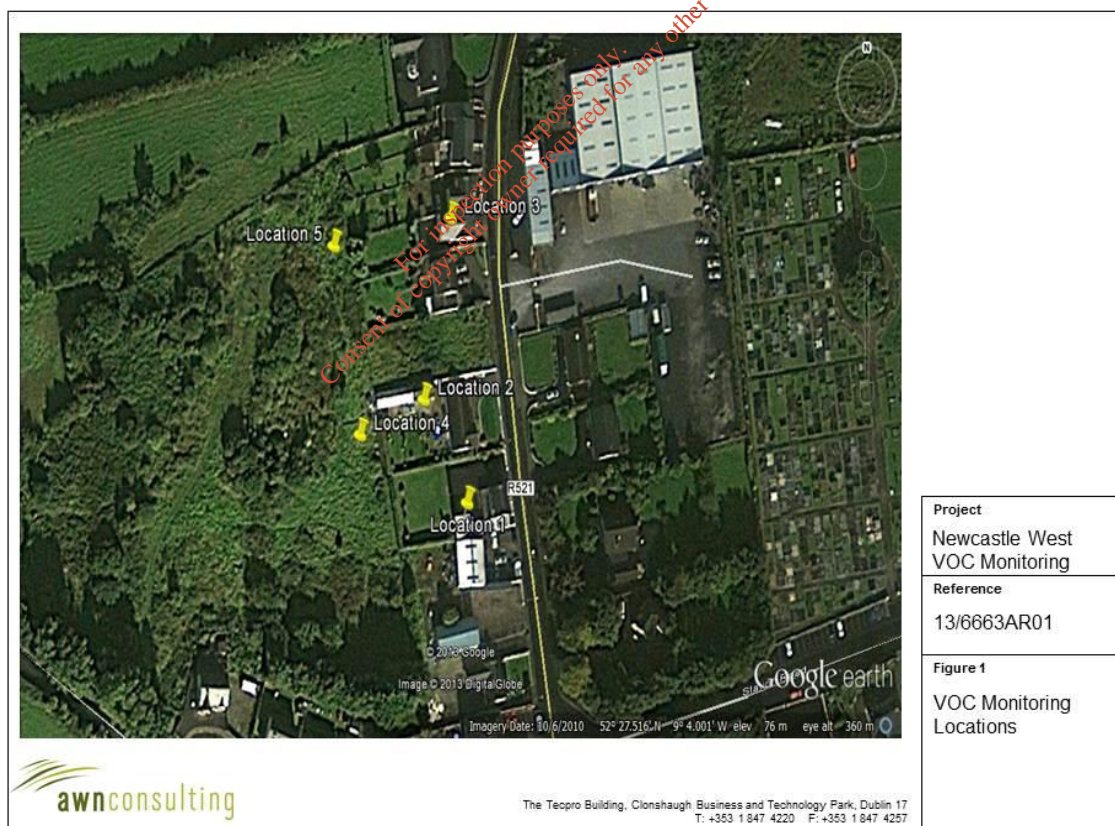 For inspection purposes only.
Consent of copyright owner required for any other
N
Location 3
Location 5
Location 2
Location 4
R521
Location 1
© 2013 Google
Image © 2013 DigitalGlobe
Google earth
Imagery Date: 10/6/2010 52° 27.516' N 9° 4.001' W elev 76 m eye alt 360 m
Project
Newcastle West
VOC Monitoring
Reference
13/6663AR01
Figure 1
VOC Monitoring
Locations
awnconsulting
The Tecpro Building, Clonshaugh Business and Technology Park, Dublin 17
T: +353 1 847 4220 F: +353 1 847 4257